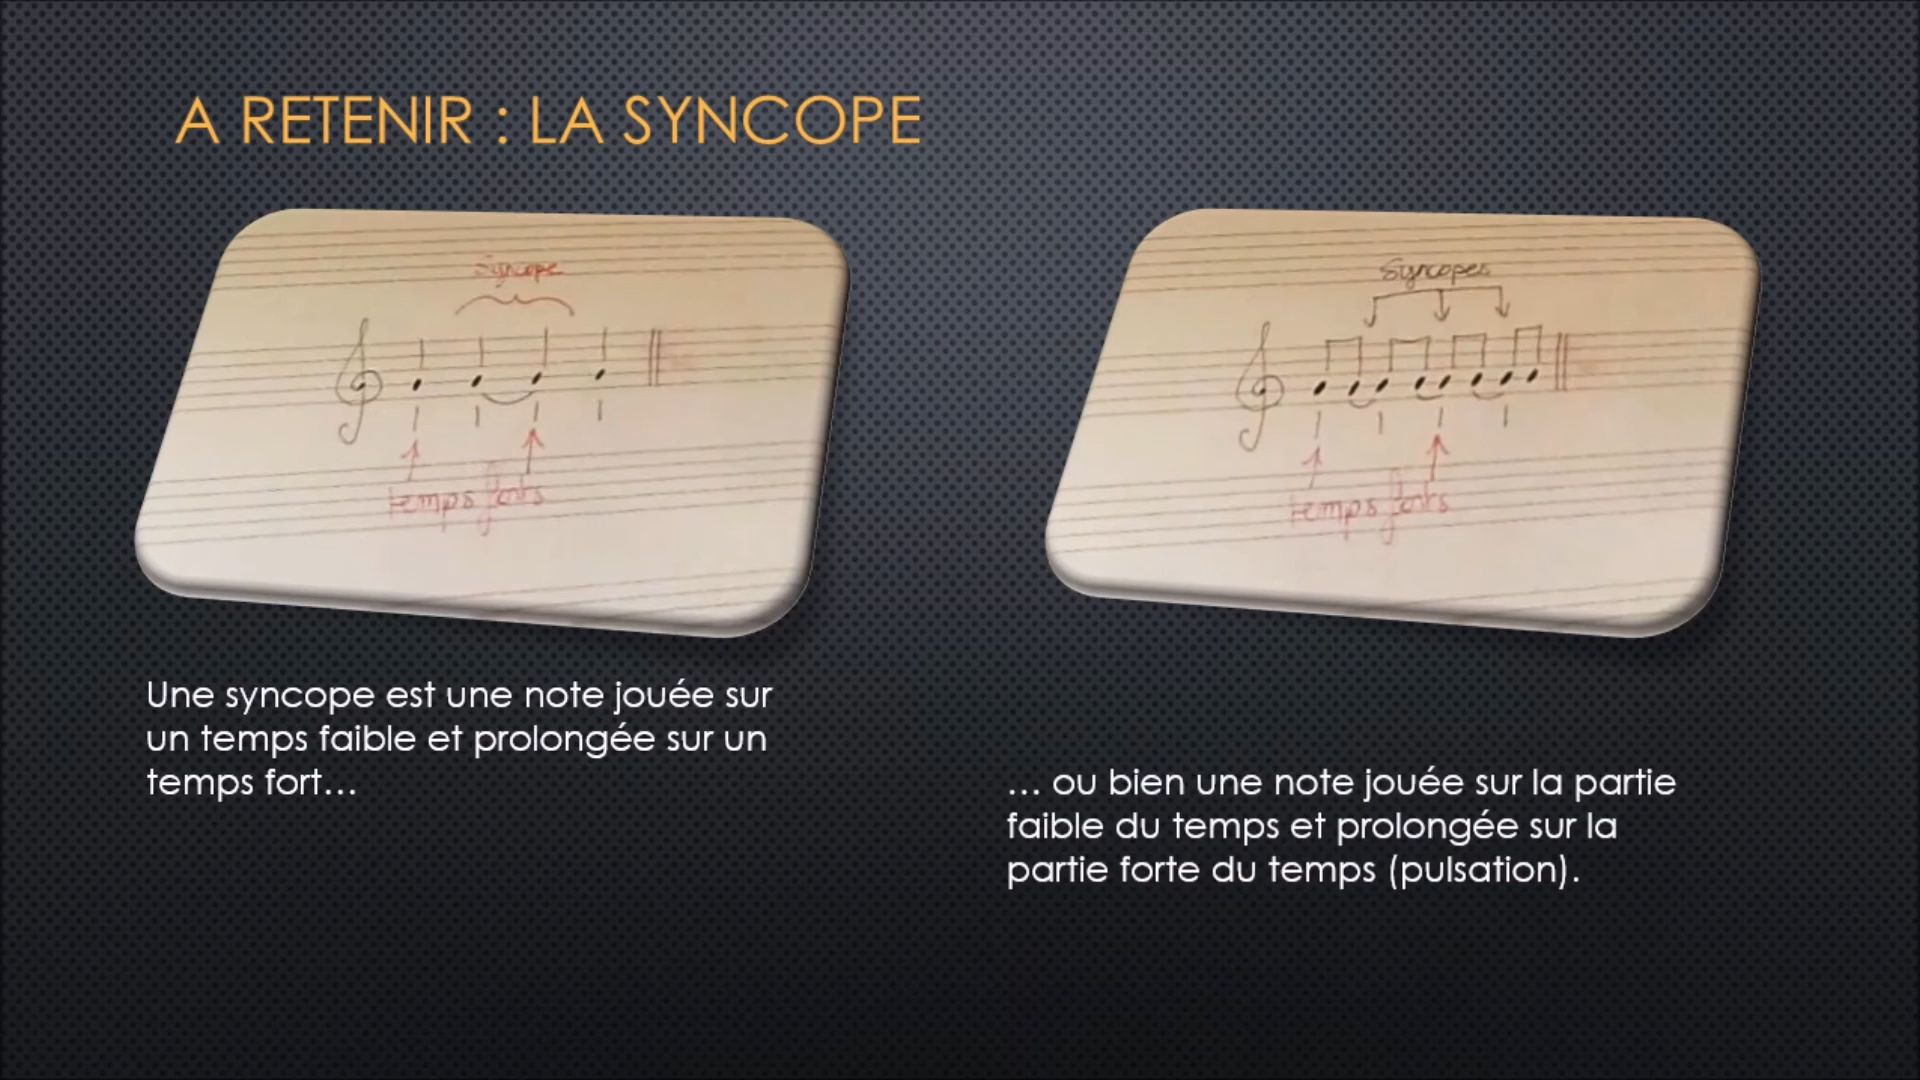 A RETENIR : LA SYNCOPE
Syncope
temps forts
Une syncope est une note jouée sur
un temps faible et prolongée sur un
temps fort…
Syncopes
temps forts
… ou bien une note jouée sur la partie
faible du temps et prolongée sur la
partie forte du temps (pulsation).